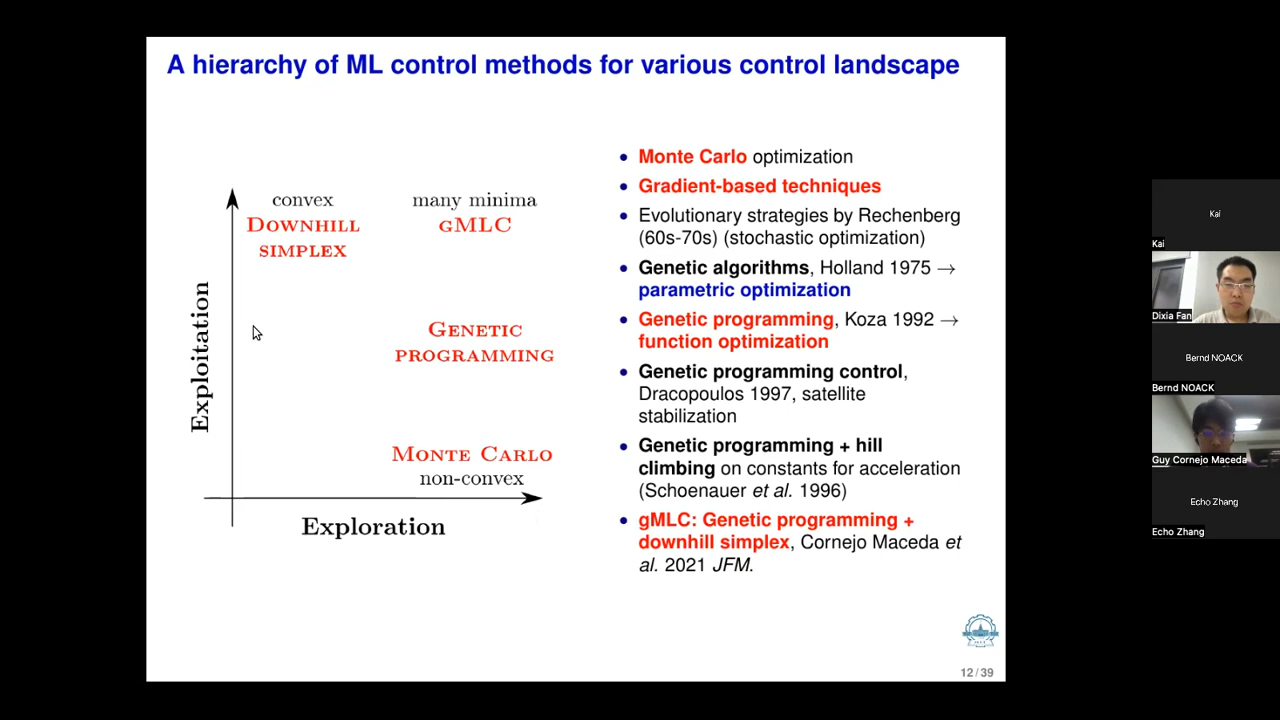 A hierarchy of ML control methods for various control landscape
convex
DOWNHILL
SIMPLEX
many minima
GMLC
GENETIC
PROGRAMMING
MONTE CARLO
non-convex
Exploitation
Exploration
• Monte Carlo optimization
• Gradient-based techniques
• Evolutionary strategies by Rechenberg
(60s-70s) (stochastic optimization)
• Genetic algorithms, Holland 1975 →
parametric optimization
• Genetic programming, Koza 1992 →
function optimization
• Genetic programming control,
Dracopoulos 1997, satellite
stabilization
• Genetic programming + hill
climbing on constants for acceleration
(Schoenauer et al. 1996)
• gMLC: Genetic programming +
downhill simplex, Cornejo Maceda et
al. 2021 JFM.
12/39
Kai
Kai
Dixia Fan
Bernd NOACK
Bernd NOACK
Guy Cornejo Maceda
Echo Zhang
Echo Zhang